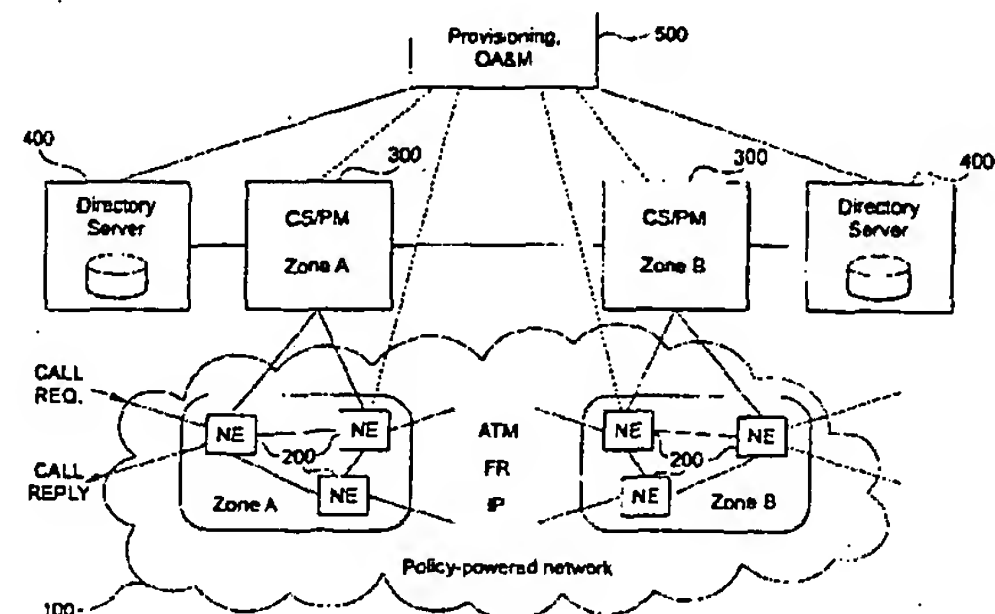 Provisioning,
OA&M
500
400
300
300
400
Directory
Server
CS/PM
Zone A
CS/PM
Zone B
Directory
Server
CALL
REQ.
CALL
REPLY
NE
NE
200
NE
Zone A
ATM
FR
IP
NE
NE
200
NE
Zone B
Policy-powered network
100